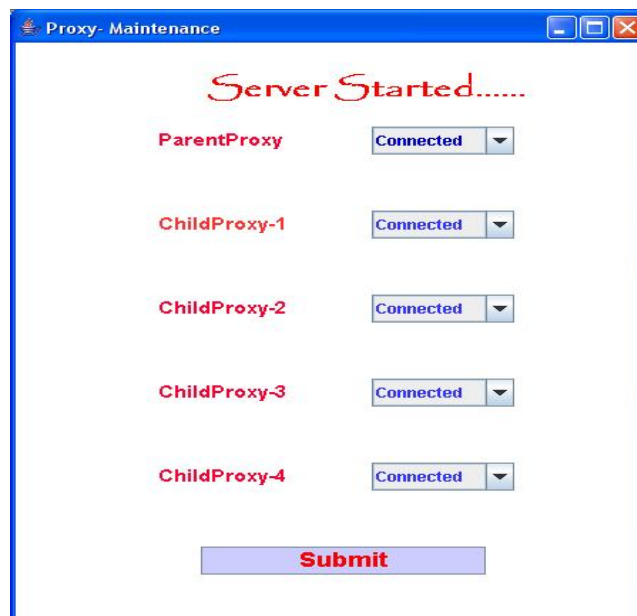 Proxy- Maintenance
Server Started......
ParentProxy Connected
ChildProxy-1 Connected
ChildProxy-2 Connected
ChildProxy-3 Connected
ChildProxy-4 Connected
Submit